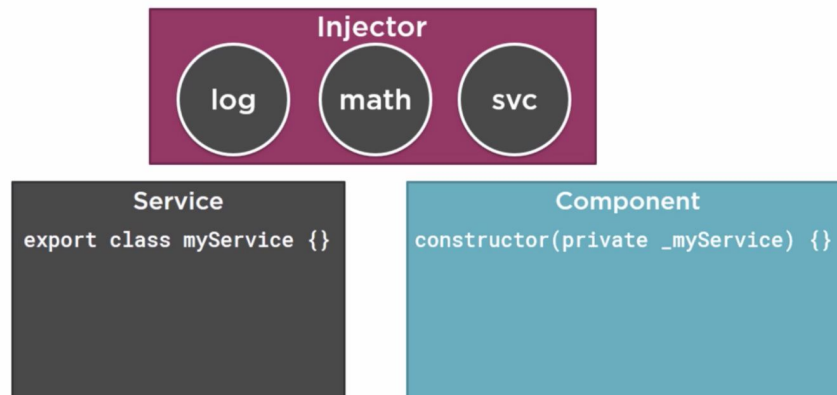 Injector
log math svc
Service
export class myService {}
Component
constructor(private _myService) {}